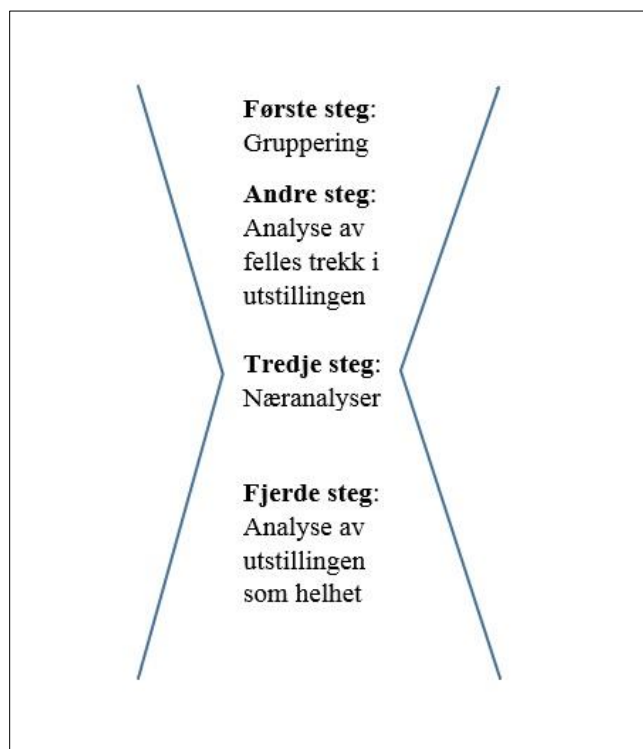 Første steg:
Gruppering
Andre steg:
Analyse av
felles trekk i
utstillingen
Tredje steg:
Næranalyser
Fjerde steg:
Analyse av
utstillingen
som helhet